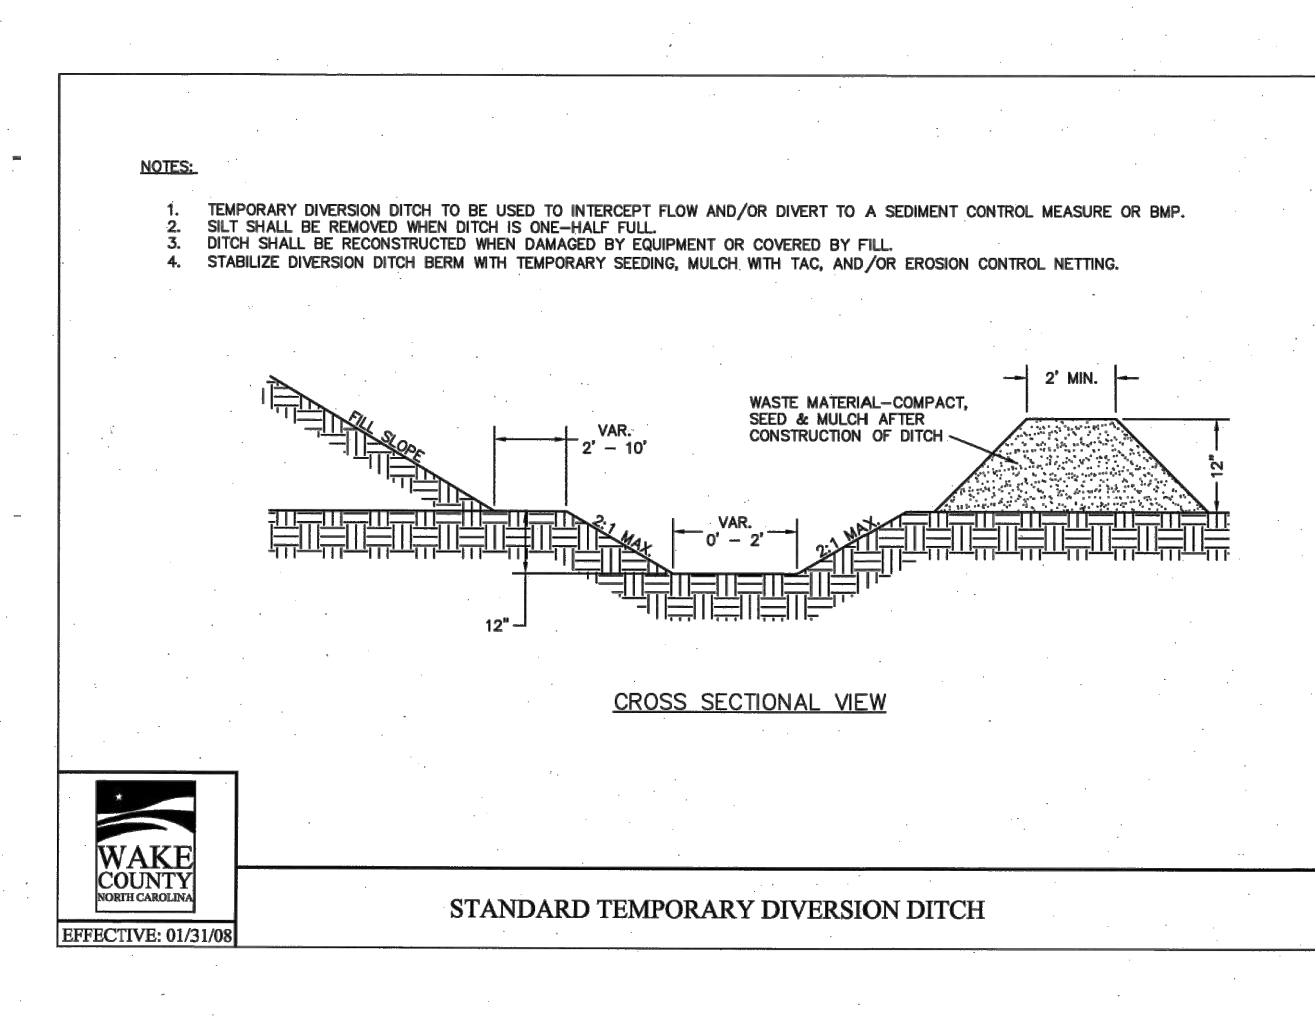 NOTES:
1. TEMPORARY DIVERSION DITCH TO BE USED TO INTERCEPT FLOW AND/OR DIVERT TO A SEDIMENT CONTROL MEASURE OR BMP.
2. SILT SHALL BE REMOVED WHEN DITCH IS ONE-HALF FULL.
3. DITCH SHALL BE RECONSTRUCTED WHEN DAMAGED BY EQUIPMENT OR COVERED BY FILL.
4. STABILIZE DIVERSION DITCH BERM WITH TEMPORARY SEEDING, MULCH WITH TAC, AND/OR EROSION CONTROL NETTING.
2' MIN.
WASTE MATERIAL-COMPACT,
SEED & MULCH AFTER
CONSTRUCTION OF DITCH
FILL SLOPE
VAR.
2' - 10'
12"
2:1 MAX.
VAR.
0' - 2'
2:1 MAX.
12"
CROSS SECTIONAL VIEW
WAKE
COUNTY
NORTH CAROLINA
STANDARD TEMPORARY DIVERSION DITCH
EFFECTIVE: 01/31/08